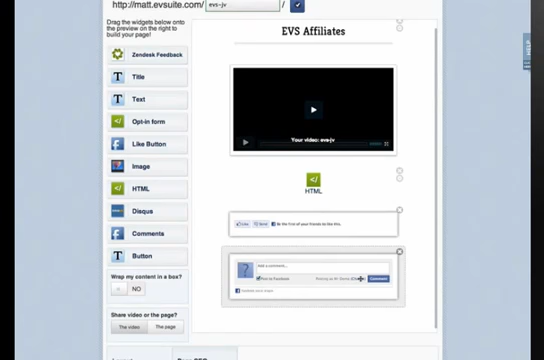 http://matt.evsuite.com/ evs-jv /
Drag the widgets below onto
the preview on the right to
build your page!
EVS Affiliates
Zendesk Feedback
Title
Text
Opt-in form
Like Button
Image
HTML
Disqus
Comments
Button
Your video: evs-jv
HTML
Like Send Be the first of your friends to like this.
Add a comment...
Post to Facebook
Comment
Wrap my content in a box?
NO
Share video or the page?
The video The page
HELP